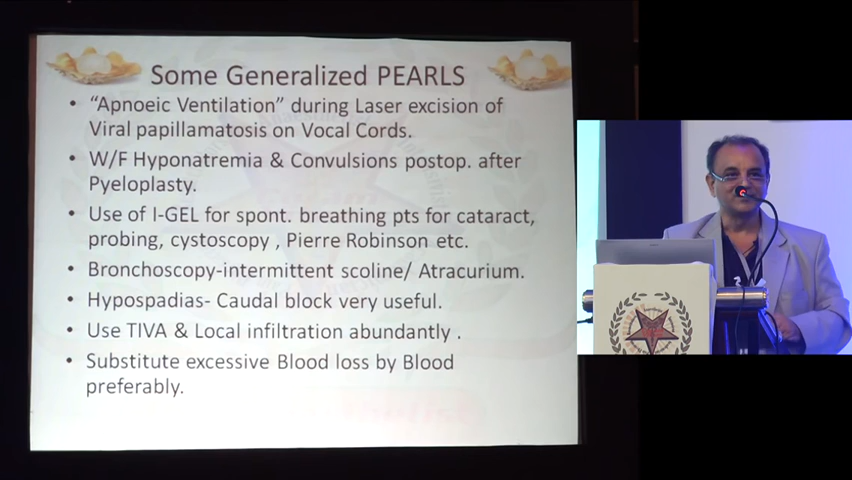 Some Generalized PEARLS
• “Apnoeic Ventilation” during Laser excision of
Viral papillamatosis on Vocal Cords.
• W/F Hyponatremia & Convulsions postop. after
Pyeloplasty.
• Use of I-GEL for spont. breathing pts for cataract,
probing, cystoscopy , Pierre Robinson etc.
• Bronchoscopy-intermittent scoline/ Atracurium.
• Hypospadias- Caudal block very useful.
• Use TIVA & Local infiltration abundantly .
• Substitute excessive Blood loss by Blood
preferably.